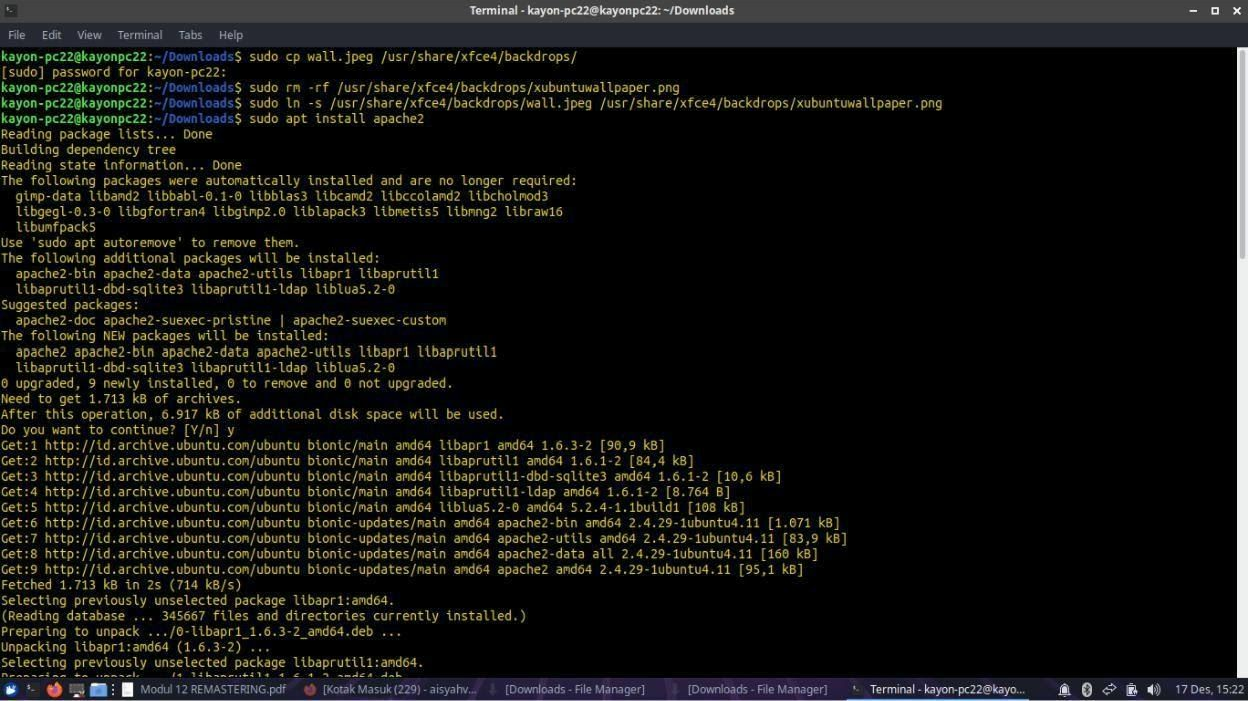 Terminal - kayon-pc22@kayonpc22: ~/Downloads
File Edit View Terminal Tabs Help
kayon-pc22@kayonpc22:~/Downloads$ sudo cp wall.jpeg /usr/share/xfce4/backdrops/
[sudo] password for kayon-pc22:
kayon-pc22@kayonpc22:~/Downloads$ sudo rm -rf /usr/share/xfce4/backdrops/xubuntuwallpaper.png
kayon-pc22@kayonpc22:~/Downloads$ sudo ln -s /usr/share/xfce4/backdrops/wall.jpeg /usr/share/xfce4/backdrops/xubuntuwallpaper.png
kayon-pc22@kayonpc22:~/Downloads$ sudo apt install apache2
Reading package lists... Done
Building dependency tree
Reading state information... Done
The following packages were automatically installed and are no longer required:
  gimp-data libamd2 libbabl-0.1-0 libblas3 libcamd2 libccolamd2 libcholmod3
  libgegl-0.3-0 libgfortran4 libgimp2.0 liblapack3 libmetis5 libmng2 libraw16
  libumfpack5
Use 'sudo apt autoremove' to remove them.
The following additional packages will be installed:
  apache2-bin apache2-data apache2-utils libapr1 libaprutil1
  libaprutil1-dbd-sqlite3 libaprutil1-ldap liblua5.2-0
Suggested packages:
  apache2-doc apache2-suexec-pristine | apache2-suexec-custom
The following NEW packages will be installed:
  apache2 apache2-bin apache2-data apache2-utils libapr1 libaprutil1
  libaprutil1-dbd-sqlite3 libaprutil1-ldap liblua5.2-0
0 upgraded, 9 newly installed, 0 to remove and 0 not upgraded.
Need to get 1.713 kB of archives.
After this operation, 6.917 kB of additional disk space will be used.
Do you want to continue? [Y/n] y
Get:1 http://id.archive.ubuntu.com/ubuntu bionic/main amd64 libapr1 amd64 1.6.3-2 [90,9 kB]
Get:2 http://id.archive.ubuntu.com/ubuntu bionic/main amd64 libaprutil1 amd64 1.6.1-2 [84,4 kB]
Get:3 http://id.archive.ubuntu.com/ubuntu bionic/main amd64 libaprutil1-dbd-sqlite3 amd64 1.6.1-2 [10,6 kB]
Get:4 http://id.archive.ubuntu.com/ubuntu bionic/main amd64 libaprutil1-ldap amd64 1.6.1-2 [8.764 B]
Get:5 http://id.archive.ubuntu.com/ubuntu bionic/main amd64 liblua5.2-0 amd64 5.2.4-1.1build1 [108 kB]
Get:6 http://id.archive.ubuntu.com/ubuntu bionic-updates/main amd64 apache2-bin amd64 2.4.29-1ubuntu4.11 [1.071 kB]
Get:7 http://id.archive.ubuntu.com/ubuntu bionic-updates/main amd64 apache2-utils amd64 2.4.29-1ubuntu4.11 [83,9 kB]
Get:8 http://id.archive.ubuntu.com/ubuntu bionic-updates/main amd64 apache2-data all 2.4.29-1ubuntu4.11 [160 kB]
Get:9 http://id.archive.ubuntu.com/ubuntu bionic-updates/main amd64 apache2 amd64 2.4.29-1ubuntu4.11 [95,1 kB]
Fetched 1.713 kB in 2s (714 kB/s)
Selecting previously unselected package libapr1:amd64.
(Reading database ... 345667 files and directories currently installed.)
Preparing to unpack .../0-libapr1_1.6.3-2_amd64.deb ...
Unpacking libapr1:amd64 (1.6.3-2) ...
Selecting previously unselected package libaprutil1:amd64.
Modul 12 REMASTERING.pdf [Kotak Masuk (229) - aisyahv... [Downloads - File Manager] [Downloads - File Manager] Terminal - kayon-pc22@kayo... 17 Des, 15:22